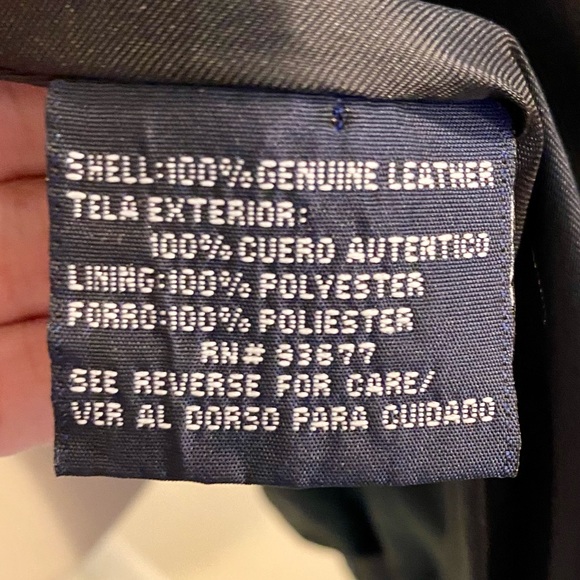 SHELL:100% GENUINE LEATHER
TELA EXTERIOR:
100% CUERO AUTENTICO
LINING:100% POLYESTER
FORRO:100% POLIESTER
RN# 93677
SEE REVERSE FOR CARE/
VER AL DORSO PARA CUIDADO